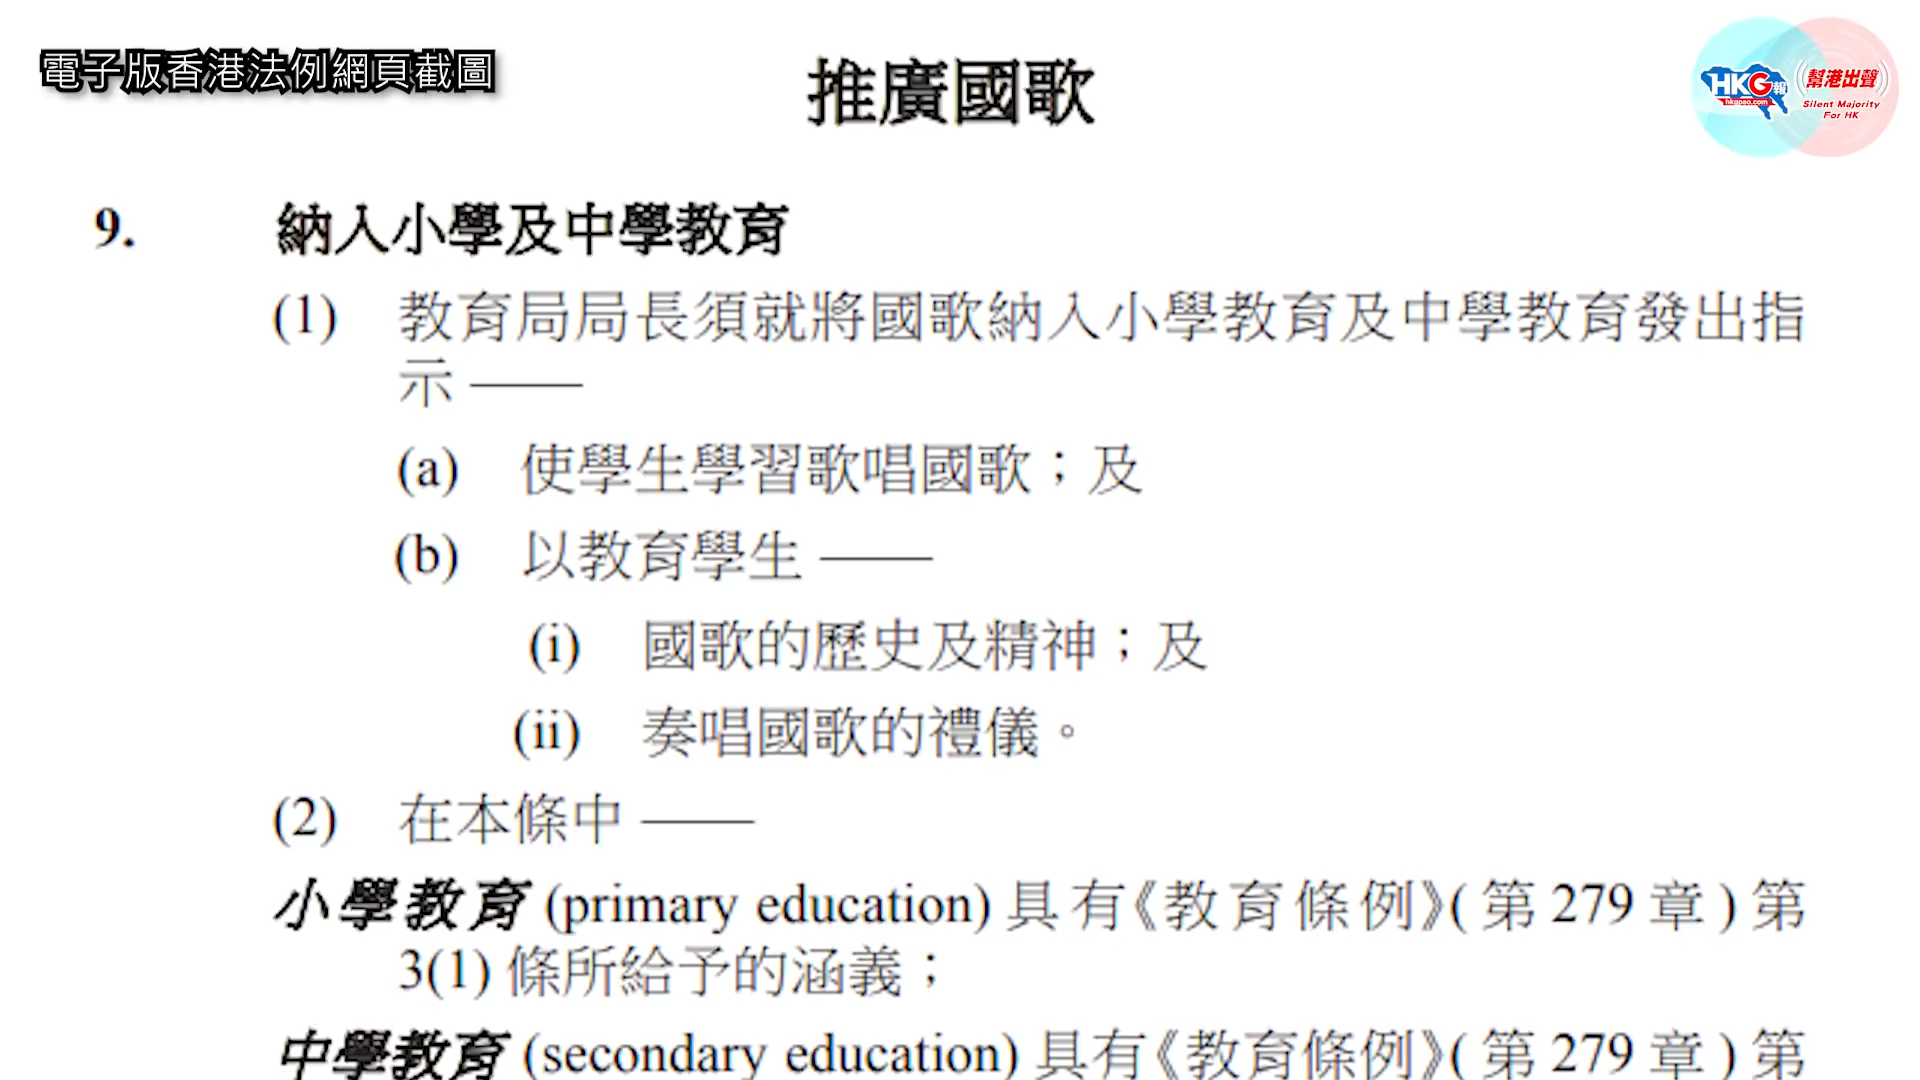 電子版香港法例網頁截圖
推廣國歌
HKG報
hkgpao.com
幫港出聲
Silent Majority
For HK
9. 納入小學及中學教育
(1) 教育局局長須就將國歌納入小學教育及中學教育發出指
示 ——
(a) 使學生學習歌唱國歌；及
(b) 以教育學生 ——
(i) 國歌的歷史及精神；及
(ii) 奏唱國歌的禮儀。
(2) 在本條中 ——
小學教育 (primary education) 具有《教育條例》(第 279 章) 第
3(1) 條所給予的涵義；
中學教育 (secondary education) 具有《教育條例》(第 279 章) 第